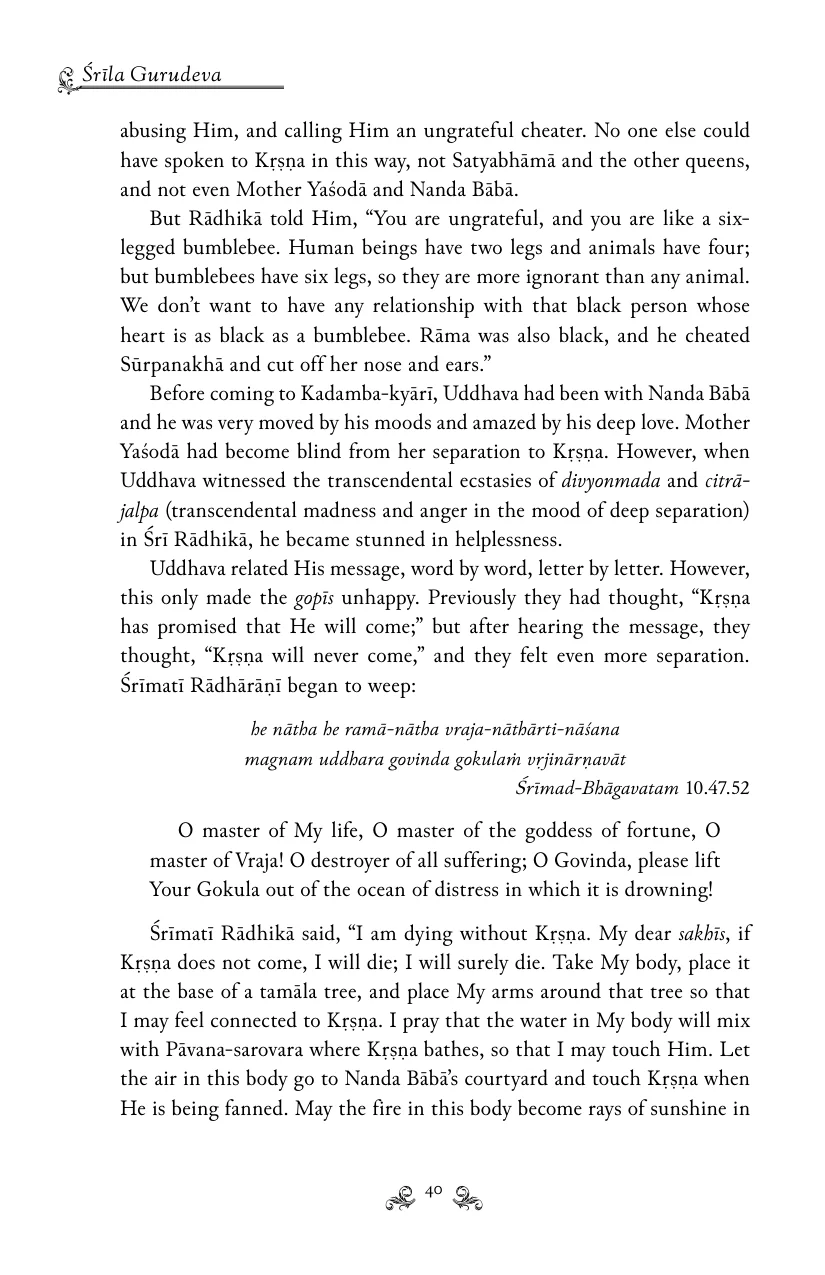 Śrīla Gurudeva
abusing Him, and calling Him an ungrateful cheater. No one else could
have spoken to Kṛṣṇa in this way, not Satyabhāmā and the other queens,
and not even Mother Yaśodā and Nanda Bābā.
But Rādhikā told Him, “You are ungrateful, and you are like a six-
legged bumblebee. Human beings have two legs and animals have four;
but bumblebees have six legs, so they are more ignorant than any animal.
We don’t want to have any relationship with that black person whose
heart is as black as a bumblebee. Rāma was also black, and he cheated
Sūrpanakhā and cut off her nose and ears.”
Before coming to Kadamba-kyārī, Uddhava had been with Nanda Bābā
and he was very moved by his moods and amazed by his deep love. Mother
Yaśodā had become blind from her separation to Kṛṣṇa. However, when
Uddhava witnessed the transcendental ecstasies of divyonmada and citrā-
jalpa (transcendental madness and anger in the mood of deep separation)
in Śrī Rādhikā, he became stunned in helplessness.
Uddhava related His message, word by word, letter by letter. However,
this only made the gopīs unhappy. Previously they had thought, “Kṛṣṇa
has promised that He will come;” but after hearing the message, they
thought, “Kṛṣṇa will never come,” and they felt even more separation.
Śrīmatī Rādhārāṇī began to weep:
he nātha he ramā-nātha vraja-nāthārti-nāśana
magnam uddhara govinda gokulaṁ vṛjinārṇavāt
Śrīmad-Bhāgavatam 10.47.52
O master of My life, O master of the goddess of fortune, O
master of Vraja! O destroyer of all suffering; O Govinda, please lift
Your Gokula out of the ocean of distress in which it is drowning!
Śrīmatī Rādhikā said, “I am dying without Kṛṣṇa. My dear sakhīs, if
Kṛṣṇa does not come, I will die; I will surely die. Take My body, place it
at the base of a tamāla tree, and place My arms around that tree so that
I may feel connected to Kṛṣṇa. I pray that the water in My body will mix
with Pāvana-sarovara where Kṛṣṇa bathes, so that I may touch Him. Let
the air in this body go to Nanda Bābā’s courtyard and touch Kṛṣṇa when
He is being fanned. May the fire in this body become rays of sunshine in
40